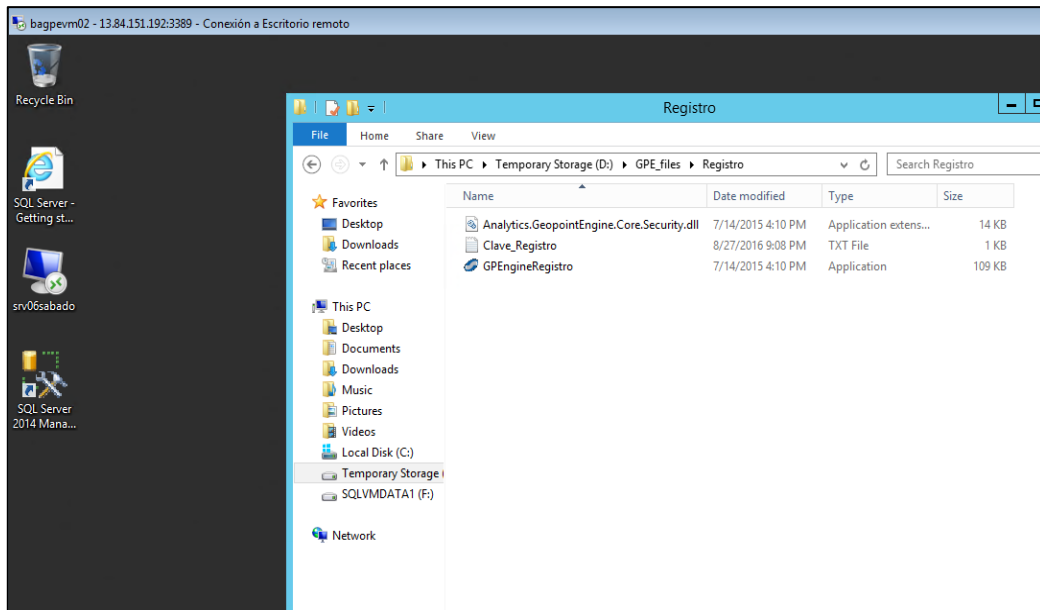 bagpevm02 - 13.84.151.192:3389 - Conexión a Escritorio remoto
Recycle Bin
SQL Server -
Getting st...
srv06sabado
SQL Server
2014 Mana...
Registro
File Home Share View
This PC Temporary Storage (D:) GPE_files Registro
Search Registro
Favorites
Desktop
Downloads
Recent places
This PC
Desktop
Documents
Downloads
Music
Pictures
Videos
Local Disk (C:)
Temporary Storage (
SQLVMDATA1 (F:)
Network
Name Date modified Type Size
Analytics.GeopointEngine.Core.Security.dll 7/14/2015 4:10 PM Application extens... 14 KB
Clave_Registro 8/27/2016 9:08 PM TXT File 1 KB
GPEngineRegistro 7/14/2015 4:10 PM Application 109 KB